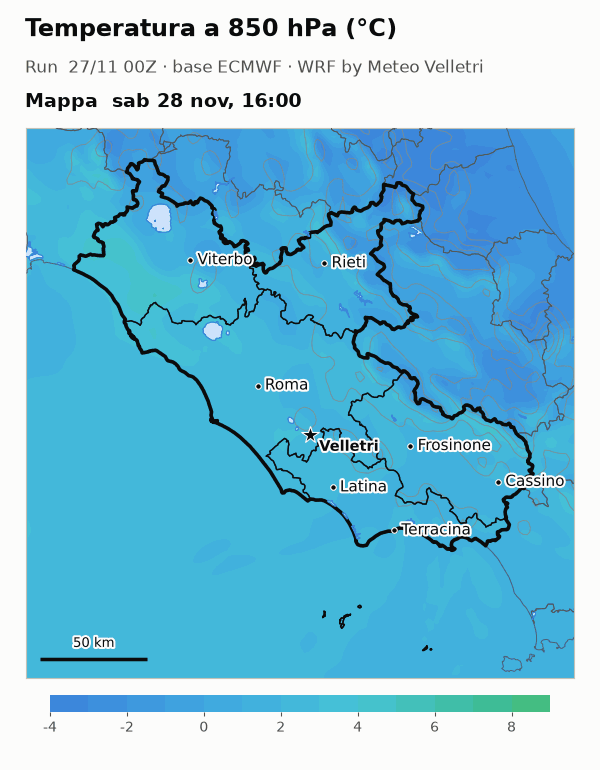 Temperatura a 850 hPa (°C)
Run  27/11 00Z · base ECMWF · WRF by Meteo Velletri
Mappa  sab 28 nov, 16:00
Viterbo
Rieti
Roma
Velletri
Frosinone
Cassino
Latina
Terracina
50 km
-4 -2 0 2 4 6 8